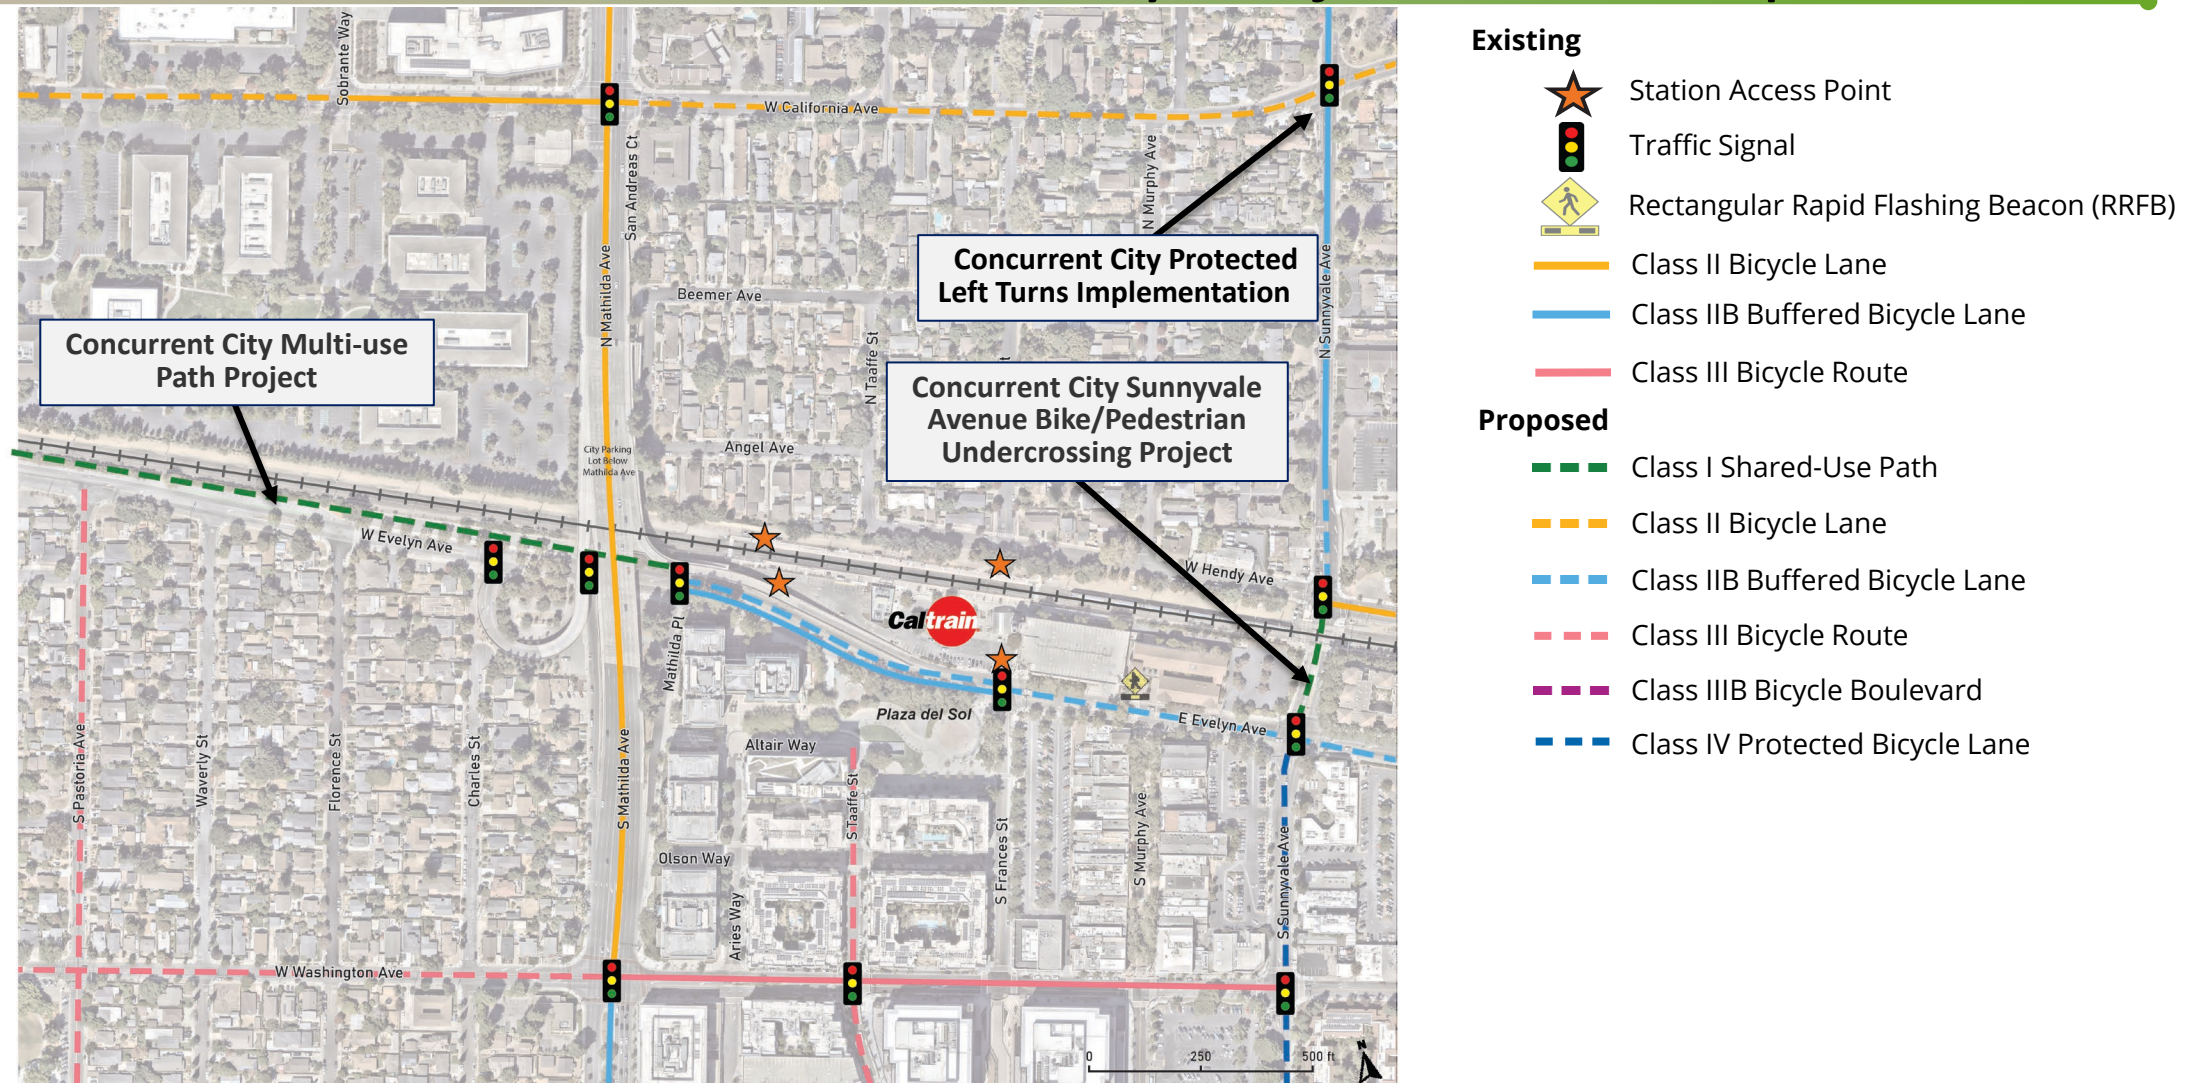 Sobrante Way
W California Ave
San Andreas Ct
N Murphy Ave
N Mathilda Ave
N Sunnyvale Ave
Concurrent City Protected
Left Turns Implementation
Beemer Ave
N Taaffe St
t
Concurrent City Multi-use
Path Project
Concurrent City Sunnyvale
Avenue Bike/Pedestrian
Undercrossing Project
Angel Ave
City Parking
Lot Below
Mathilda Ave
W Evelyn Ave
W Hendy Ave
Caltrain
Mathilda Pl
Plaza del Sol
E Evelyn Ave
Altair Way
S Pastoria Ave
Waverly St
Florence St
Charles St
S Mathilda Ave
S Taaffe St
S Frances St
S Murphy Ave
S Sunnyvale Ave
Olson Way
Aries Way
W Washington Ave
0 250 500 ft
N
Existing
Station Access Point
Traffic Signal
Rectangular Rapid Flashing Beacon (RRFB)
Class II Bicycle Lane
Class IIB Buffered Bicycle Lane
Class III Bicycle Route
Proposed
Class I Shared-Use Path
Class II Bicycle Lane
Class IIB Buffered Bicycle Lane
Class III Bicycle Route
Class IIIB Bicycle Boulevard
Class IV Protected Bicycle Lane